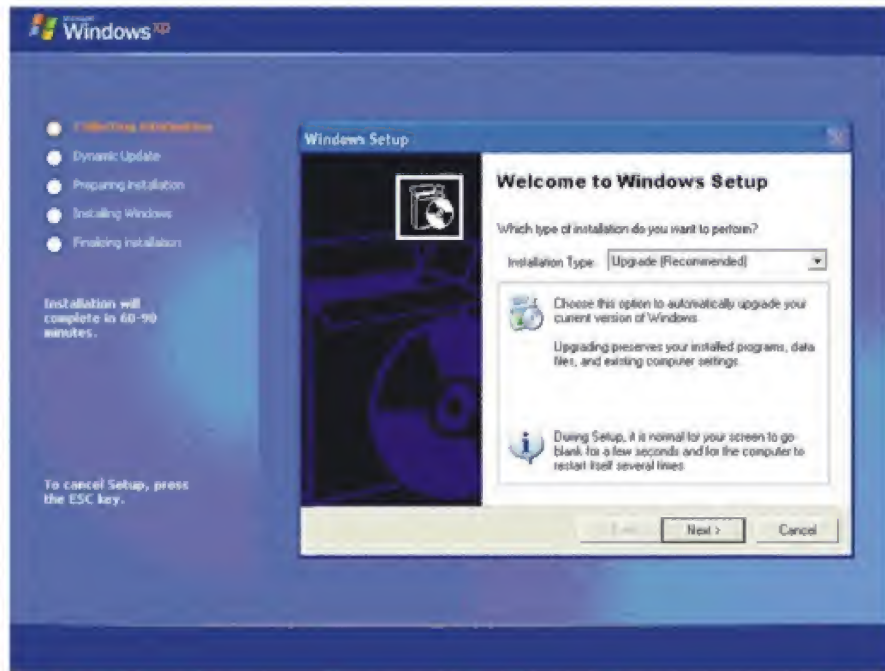 Microsoft
Windows xp
Collecting information
Dynamic Update
Preparing installation
Installing Windows
Finalizing installation
Installation will
complete in 60-90
minutes.
To cancel Setup, press
the ESC key.
Windows Setup
Welcome to Windows Setup
Which type of installation do you want to perform?
Installation Type: Upgrade (Recommended)
Choose this option to automatically upgrade your
current version of Windows.
Upgrading preserves your installed programs, data
files, and existing computer settings.
During Setup, it is normal for your screen to go
blank for a few seconds and for the computer to
restart itself several times.
Next >
Cancel